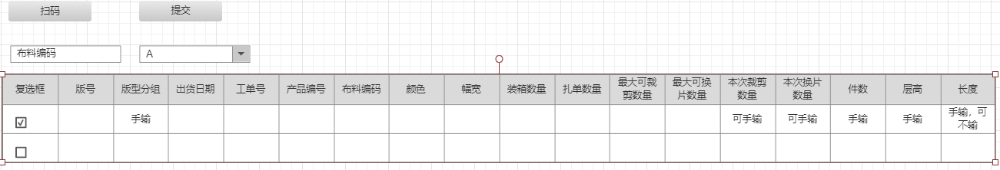 扫码
提交
布料编码
A
复选框 版号 版型分组 出货日期 工单号 产品编号 布料编码 颜色 幅宽 装箱数量 扎单数量 最大可裁剪数量 最大可换片数量 本次裁剪数量 本次换片数量 件数 层高 长度
手输 可手输 可手输 手输 手输 手输，可不输